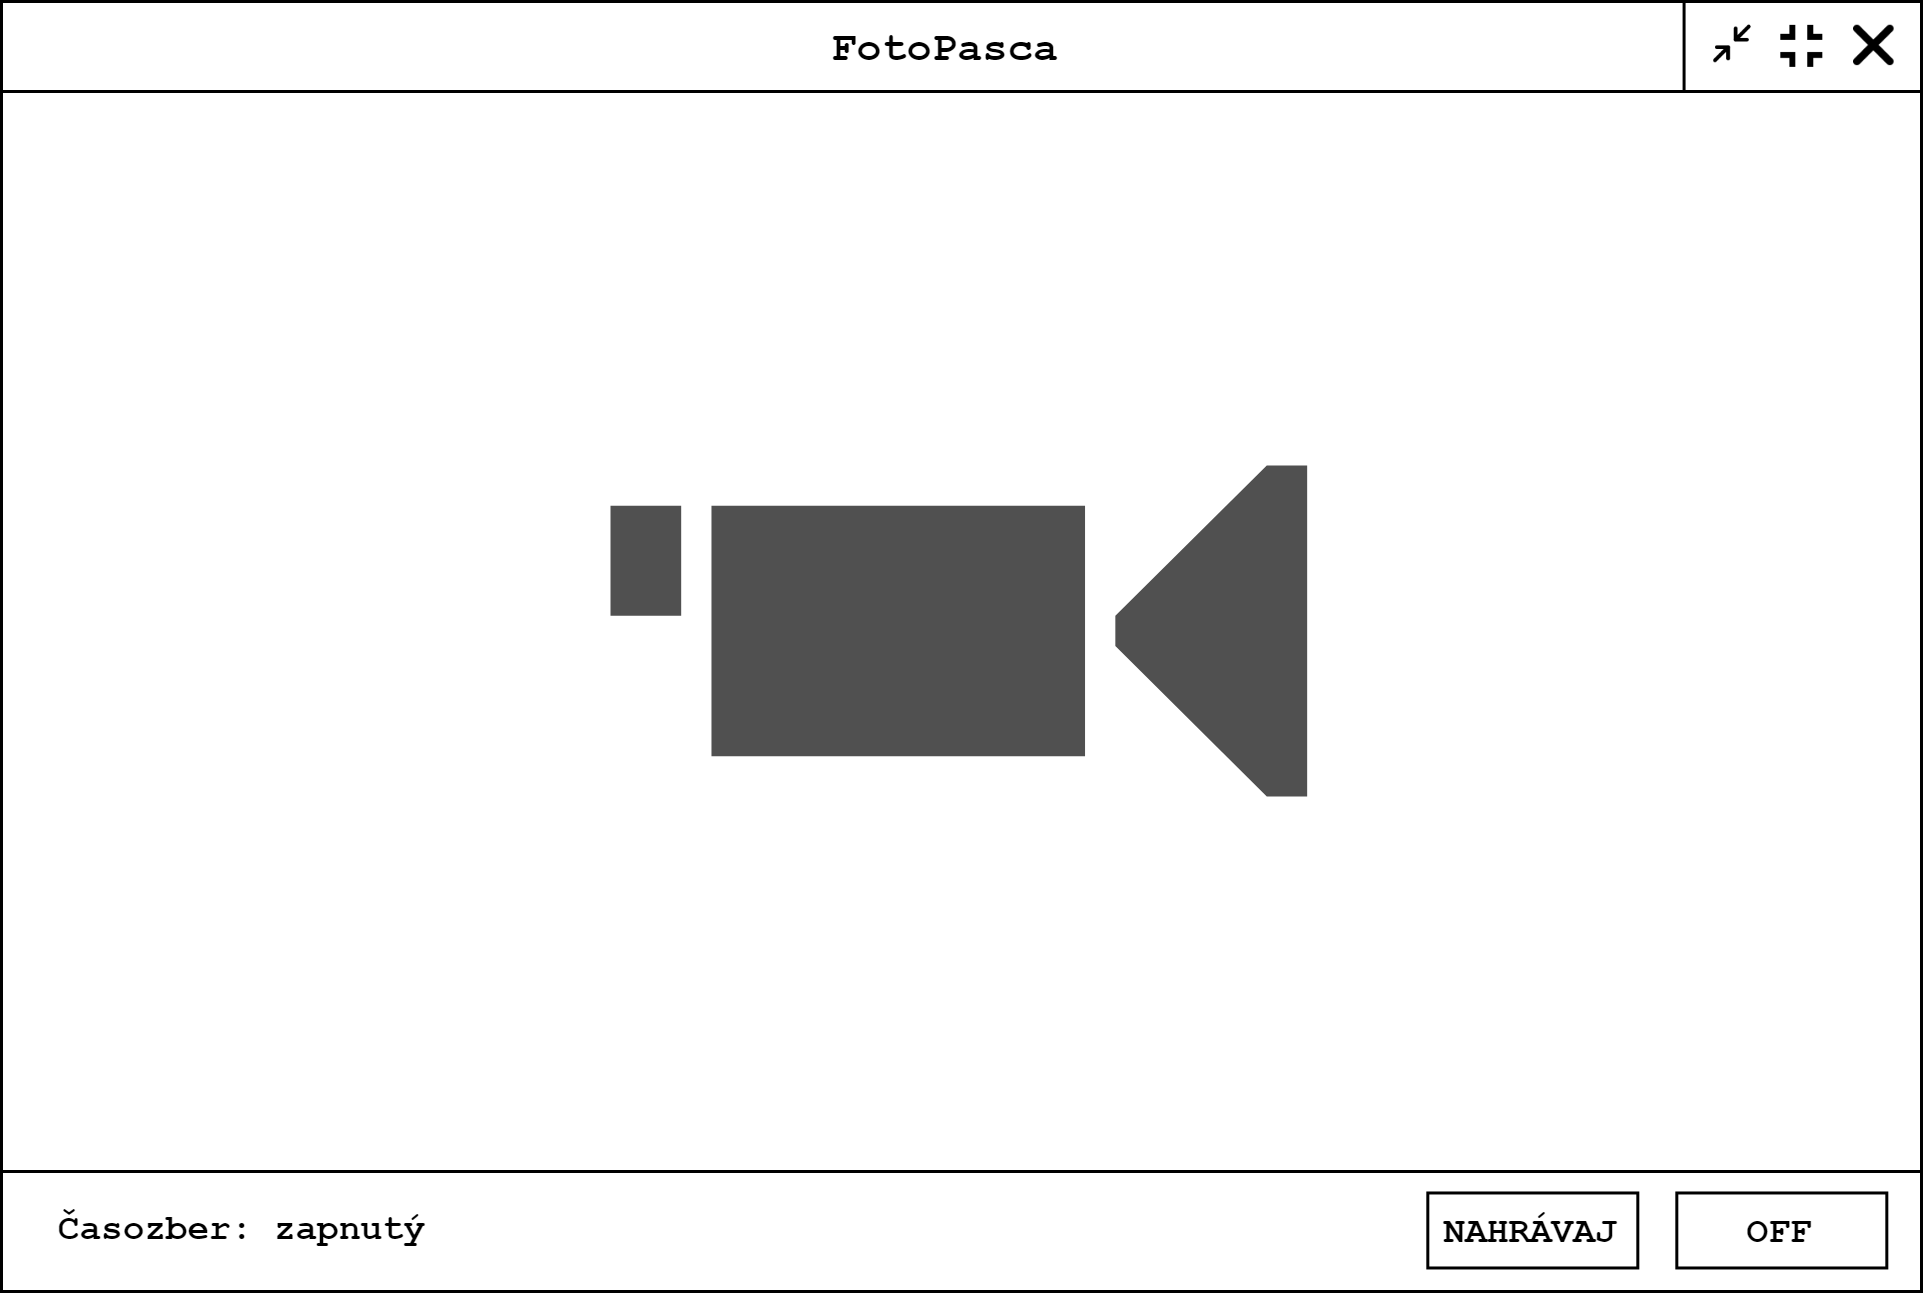 FotoPasca
Časozber: zapnutý
NAHRÁVAJ
OFF